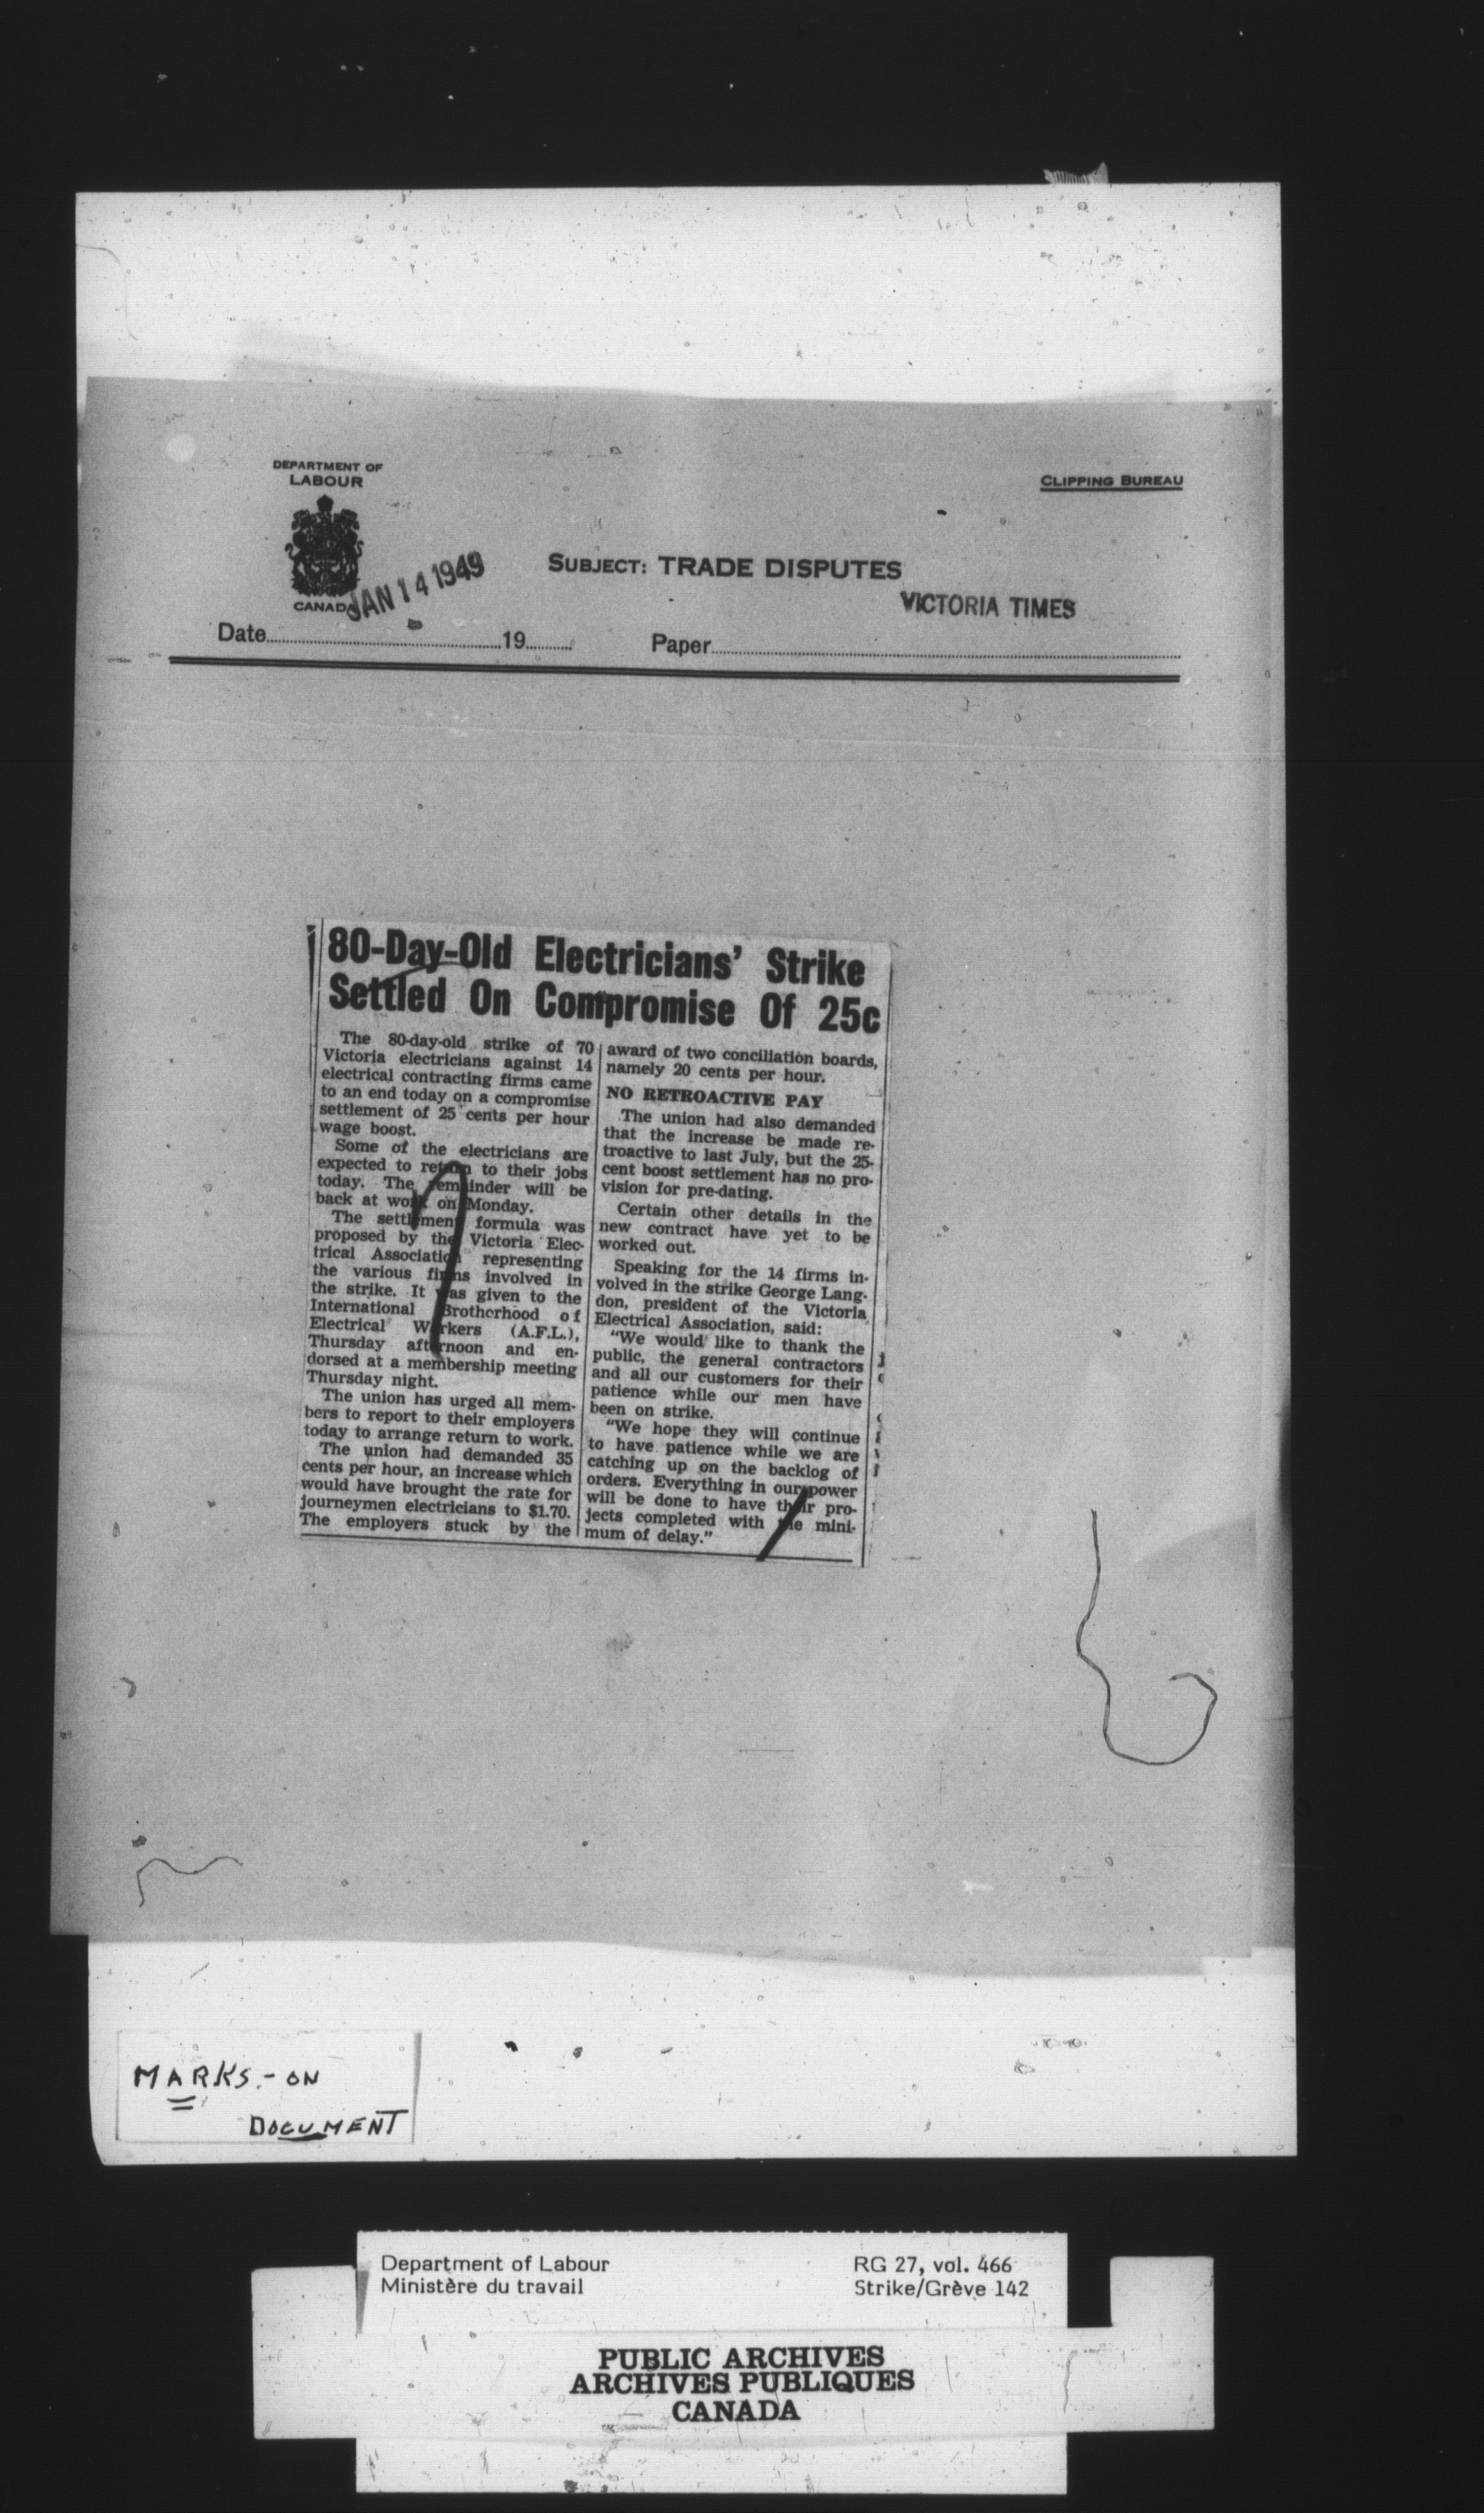 DEPARTMENT OF
LABOUR
CANADA
CLIPPING BUREAU
JAN 14 1949
SUBJECT: TRADE DISPUTES
VICTORIA TIMES
Date 19
Paper
80-Day-Old Electricians' Strike
Settled On Compromise Of 25c
The 80-day-old strike of 70
Victoria electricians against 14
electrical contracting firms came
to an end today on a compromise
settlement of 25 cents per hour
wage boost.
Some of the electricians are
expected to return to their jobs
today. The remainder will be
back at work on Monday.
The settlement formula was
proposed by the Victoria Elec-
trical Association representing
the various firms involved in
the strike. It was given to the
International Brotherhood of
Electrical Workers (A.F.L.),
Thursday afternoon and en-
dorsed at a membership meeting
Thursday night.
The union has urged all mem-
bers to report to their employers
today to arrange return to work.
The union had demanded 35
cents per hour, an increase which
would have brought the rate for
journeymen electricians to $1.70.
The employers stuck by the
award of two conciliation boards,
namely 20 cents per hour.
NO RETROACTIVE PAY
The union had also demanded
that the increase be made re-
troactive to last July, but the 25-
cent boost settlement has no pro-
vision for pre-dating.
Certain other details in the
new contract have yet to be
worked out.
Speaking for the 14 firms in-
volved in the strike George Lang-
don, president of the Victoria
Electrical Association, said:
"We would like to thank the
public, the general contractors
and all our customers for their
patience while our men have
been on strike.
"We hope they will continue
to have patience while we are
catching up on the backlog of
orders. Everything in our power
will be done to have their pro-
jects completed with the mini-
mum of delay."
MARKS - ON
DOCUMENT
Department of Labour
Ministère du travail
RG 27, vol. 466
Strike/Grève 142
PUBLIC ARCHIVES
ARCHIVES PUBLIQUES
CANADA